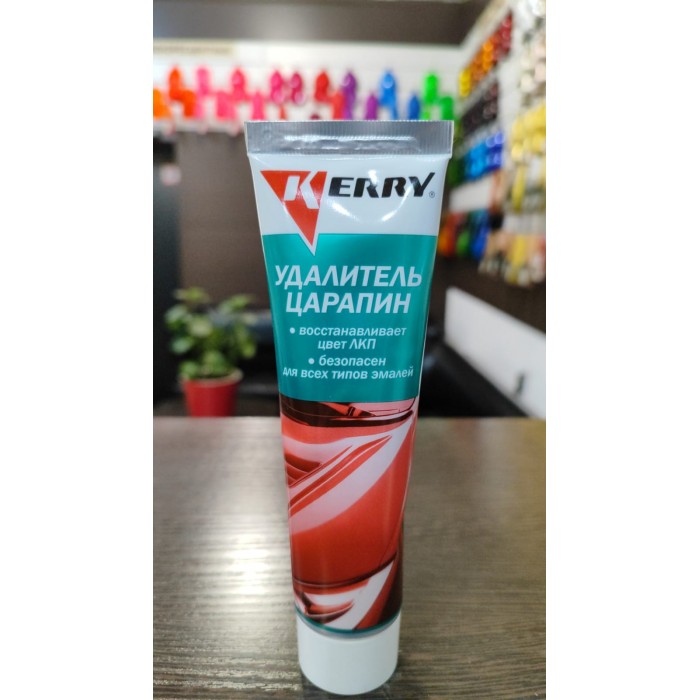 KERRY®
УДАЛИТЕЛЬ
ЦАРАПИН
• восстанавливает
цвет ЛКП
• безопасен
для всех типов эмалей